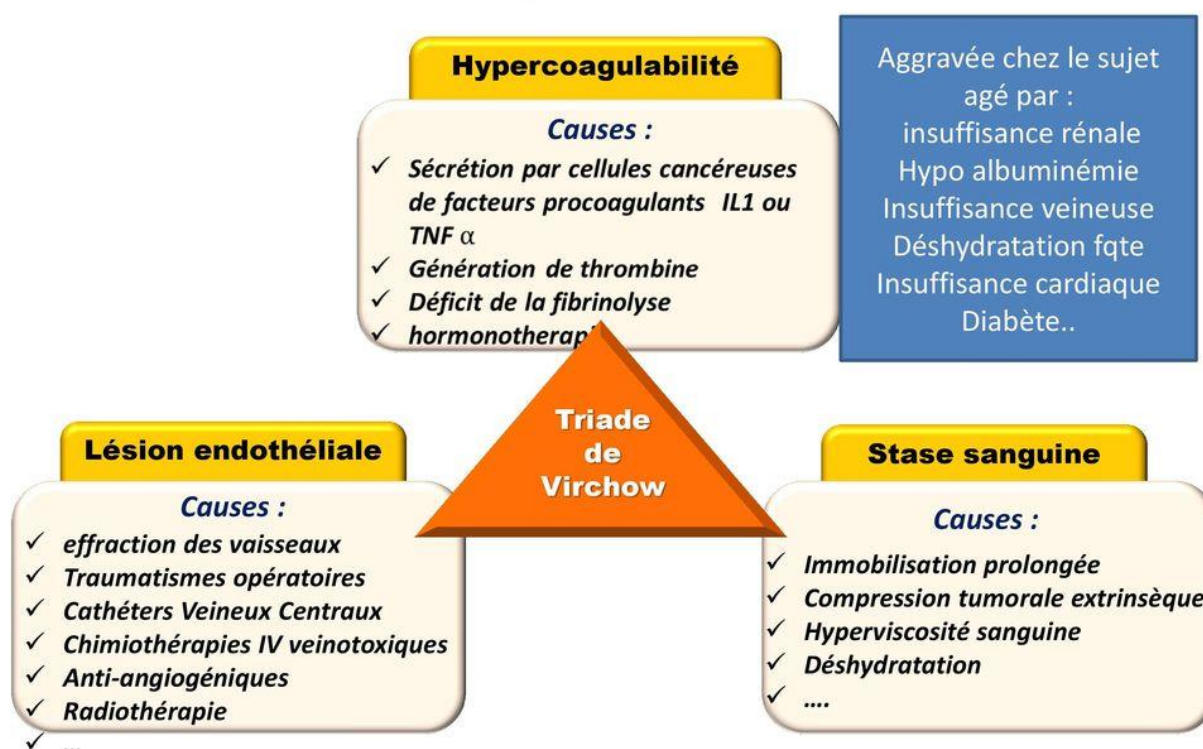 Hypercoagulabilité
Causes :
✓ Sécrétion par cellules cancéreuses
de facteurs procoagulants IL1 ou
TNF α
✓ Génération de thrombine
✓ Déficit de la fibrinolyse
✓ hormonotherapi
Aggravée chez le sujet
agé par :
insuffisance rénale
Hypo albuminémie
Insuffisance veineuse
Déshydratation fqte
Insuffisance cardiaque
Diabète..
Triade
de
Virchow
Lésion endothéliale
Causes :
✓ effraction des vaisseaux
✓ Traumatismes opératoires
✓ Cathéters Veineux Centraux
✓ Chimiothérapies IV veinotoxiques
✓ Anti-angiogéniques
✓ Radiothérapie
✓ ...
Stase sanguine
Causes :
✓ Immobilisation prolongée
✓ Compression tumorale extrinsèque
✓ Hyperviscosité sanguine
✓ Déshydratation
✓ ....